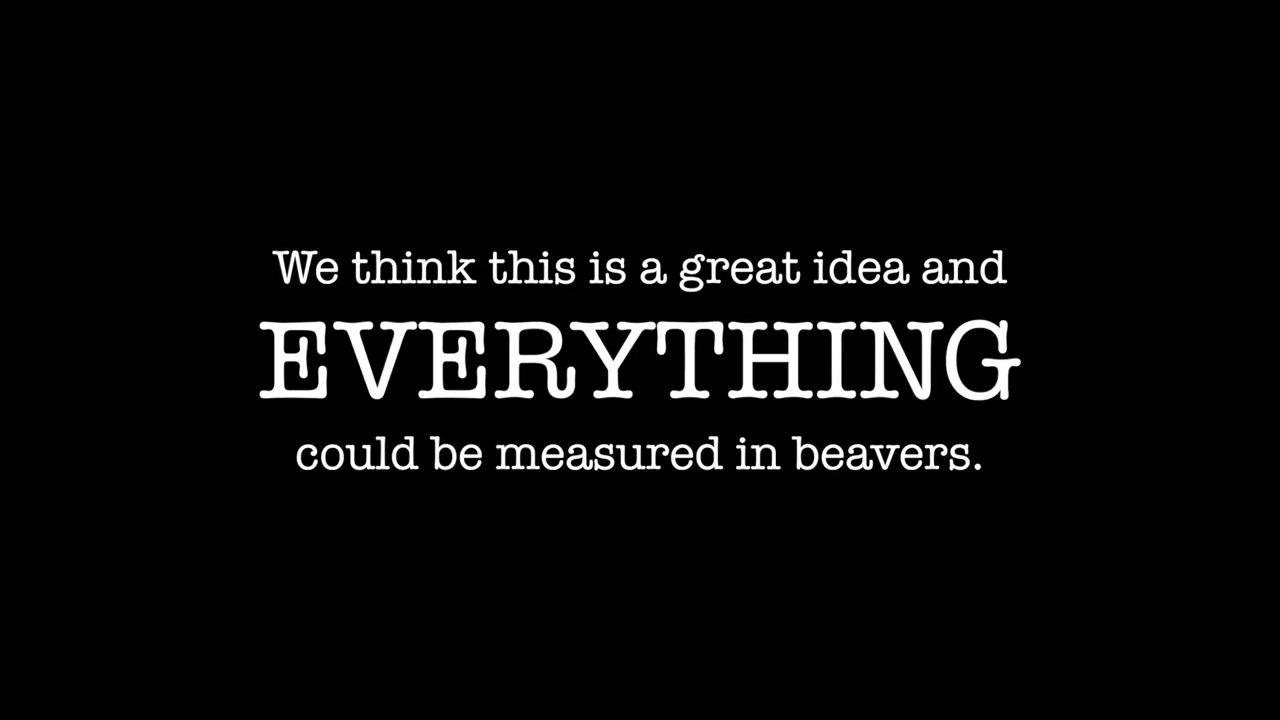 We think this is a great idea and
EVERYTHING
could be measured in beavers.